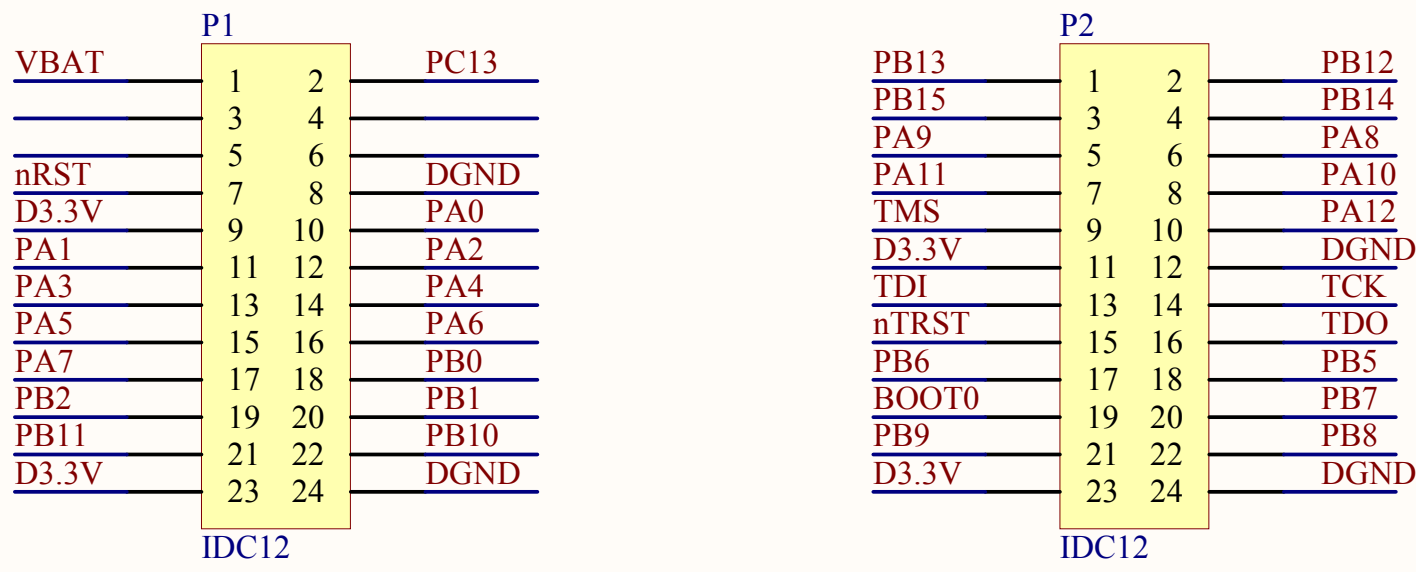 P1 P2
VBAT 1 2 PC13 PB13 1 2 PB12
3 4 PB15 3 4 PB14
5 6 PA9 5 6 PA8
nRST 7 8 DGND PA11 7 8 PA10
D3.3V 9 10 PA0 TMS 9 10 PA12
PA1 11 12 PA2 D3.3V 11 12 DGND
PA3 13 14 PA4 TDI 13 14 TCK
PA5 15 16 PA6 nTRST 15 16 TDO
PA7 17 18 PB0 PB6 17 18 PB5
PB2 19 20 PB1 BOOT0 19 20 PB7
PB11 21 22 PB10 PB9 21 22 PB8
D3.3V 23 24 DGND D3.3V 23 24 DGND
IDC12 IDC12